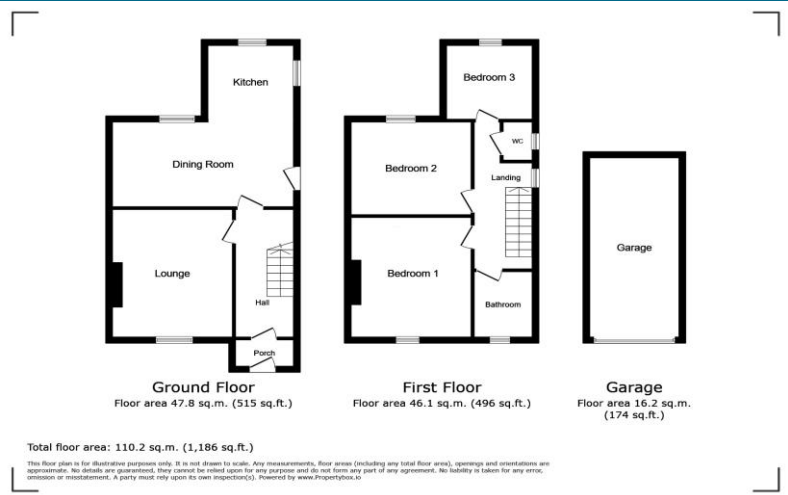 Kitchen
Dining Room
Lounge
Hall
Porch
Bedroom 3
WC
Bedroom 2
Landing
Bedroom 1
Bathroom
Garage
Ground Floor
Floor area 47.8 sq.m. (515 sq.ft.)
First Floor
Floor area 46.1 sq.m. (496 sq.ft.)
Garage
Floor area 16.2 sq.m.
(174 sq.ft.)
Total floor area: 110.2 sq.m. (1,186 sq.ft.)
This floor plan is for illustrative purposes only. It is not drawn to scale. Any measurements, floor areas (including any total floor area), openings and orientations are
approximate. No details are guaranteed, they cannot be relied upon for any purpose and do not form any part of any agreement. No liability is taken for any error,
omission or misstatement. A party must rely upon its own inspection(s). Powered by www.Propertybox.io